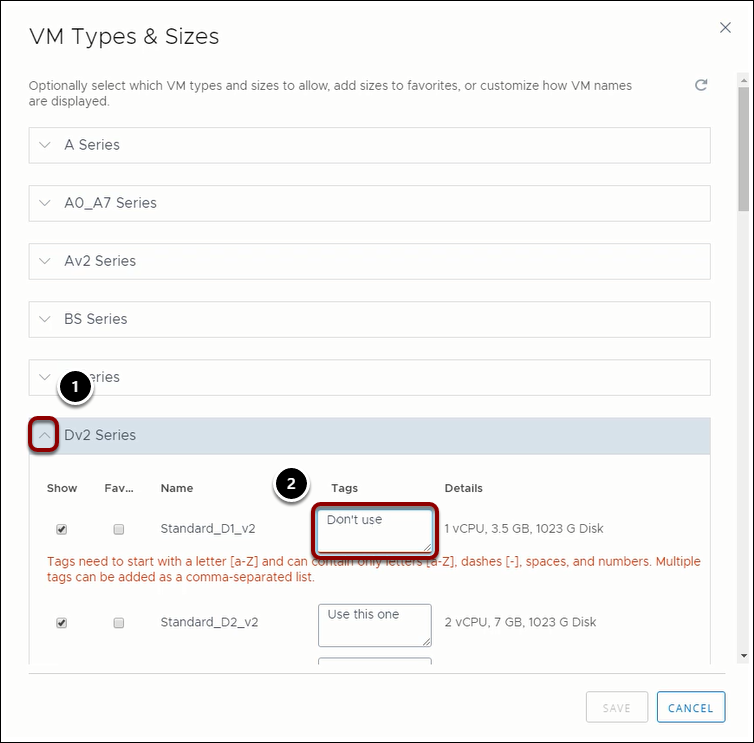 VM Types & Sizes
Optionally select which VM types and sizes to allow, add sizes to favorites, or customize how VM names
are displayed.
A Series
A0_A7 Series
Av2 Series
BS Series
eries
1
Dv2 Series
2
Show Fav... Name Tags Details
Standard_D1_v2 Don't use 1 vCPU, 3.5 GB, 1023 G Disk
Tags need to start with a letter [a-Z] and can contain only letters [a-Z], dashes [-], spaces, and numbers. Multiple
tags can be added as a comma-separated list.
Standard_D2_v2 Use this one 2 vCPU, 7 GB, 1023 G Disk
SAVE CANCEL